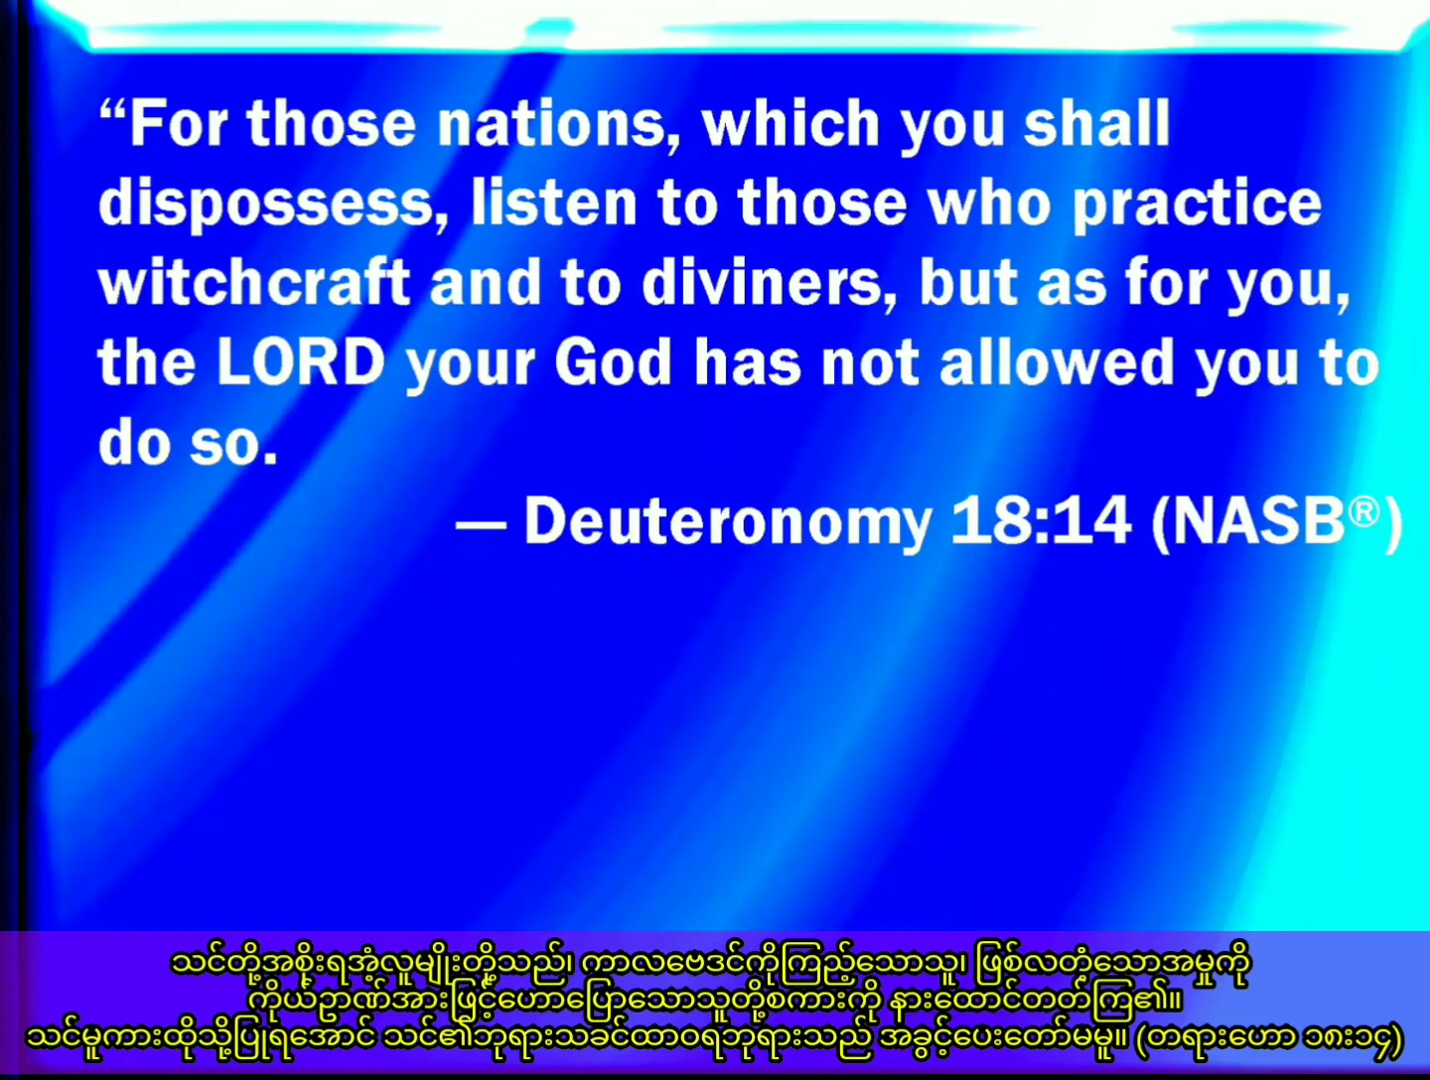 “For those nations, which you shall
dispossess, listen to those who practice
witchcraft and to diviners, but as for you,
the LORD your God has not allowed you to
do so.
— Deuteronomy 18:14 (NASB®)
သင်တို့အစိုးရအံ့လူမျိုးတို့သည်၊ ကာလဗေဒင်ကိုကြည့်သောသူ၊ ဖြစ်လတံ့သောအမှုကို
ကိုယ်ဥာဏ်အားဖြင့်ဟောပြောသောသူတို့စကားကို နားထောင်တတ်ကြ၏။
သင်မူကားထိုသို့ပြုရအောင် သင်၏ဘုရားသခင်ထာဝရဘုရားသည် အခွင့်ပေးတော်မမူ။ (တရားဟော ၁၈း၁၄)